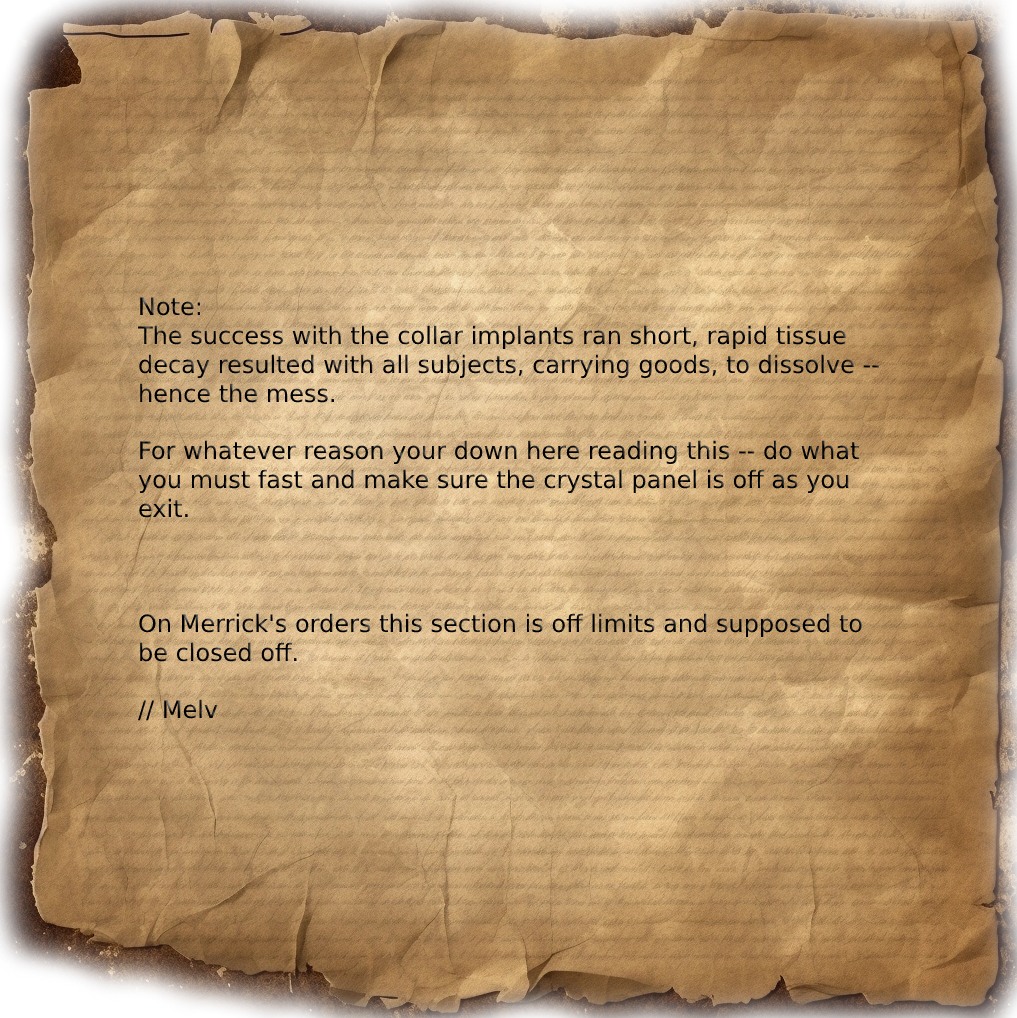 Note:
The success with the collar implants ran short, rapid tissue
decay resulted with all subjects, carrying goods, to dissolve --
hence the mess.
For whatever reason your down here reading this -- do what
you must fast and make sure the crystal panel is off as you
exit.
On Merrick's orders this section is off limits and supposed to
be closed off.
// Melv